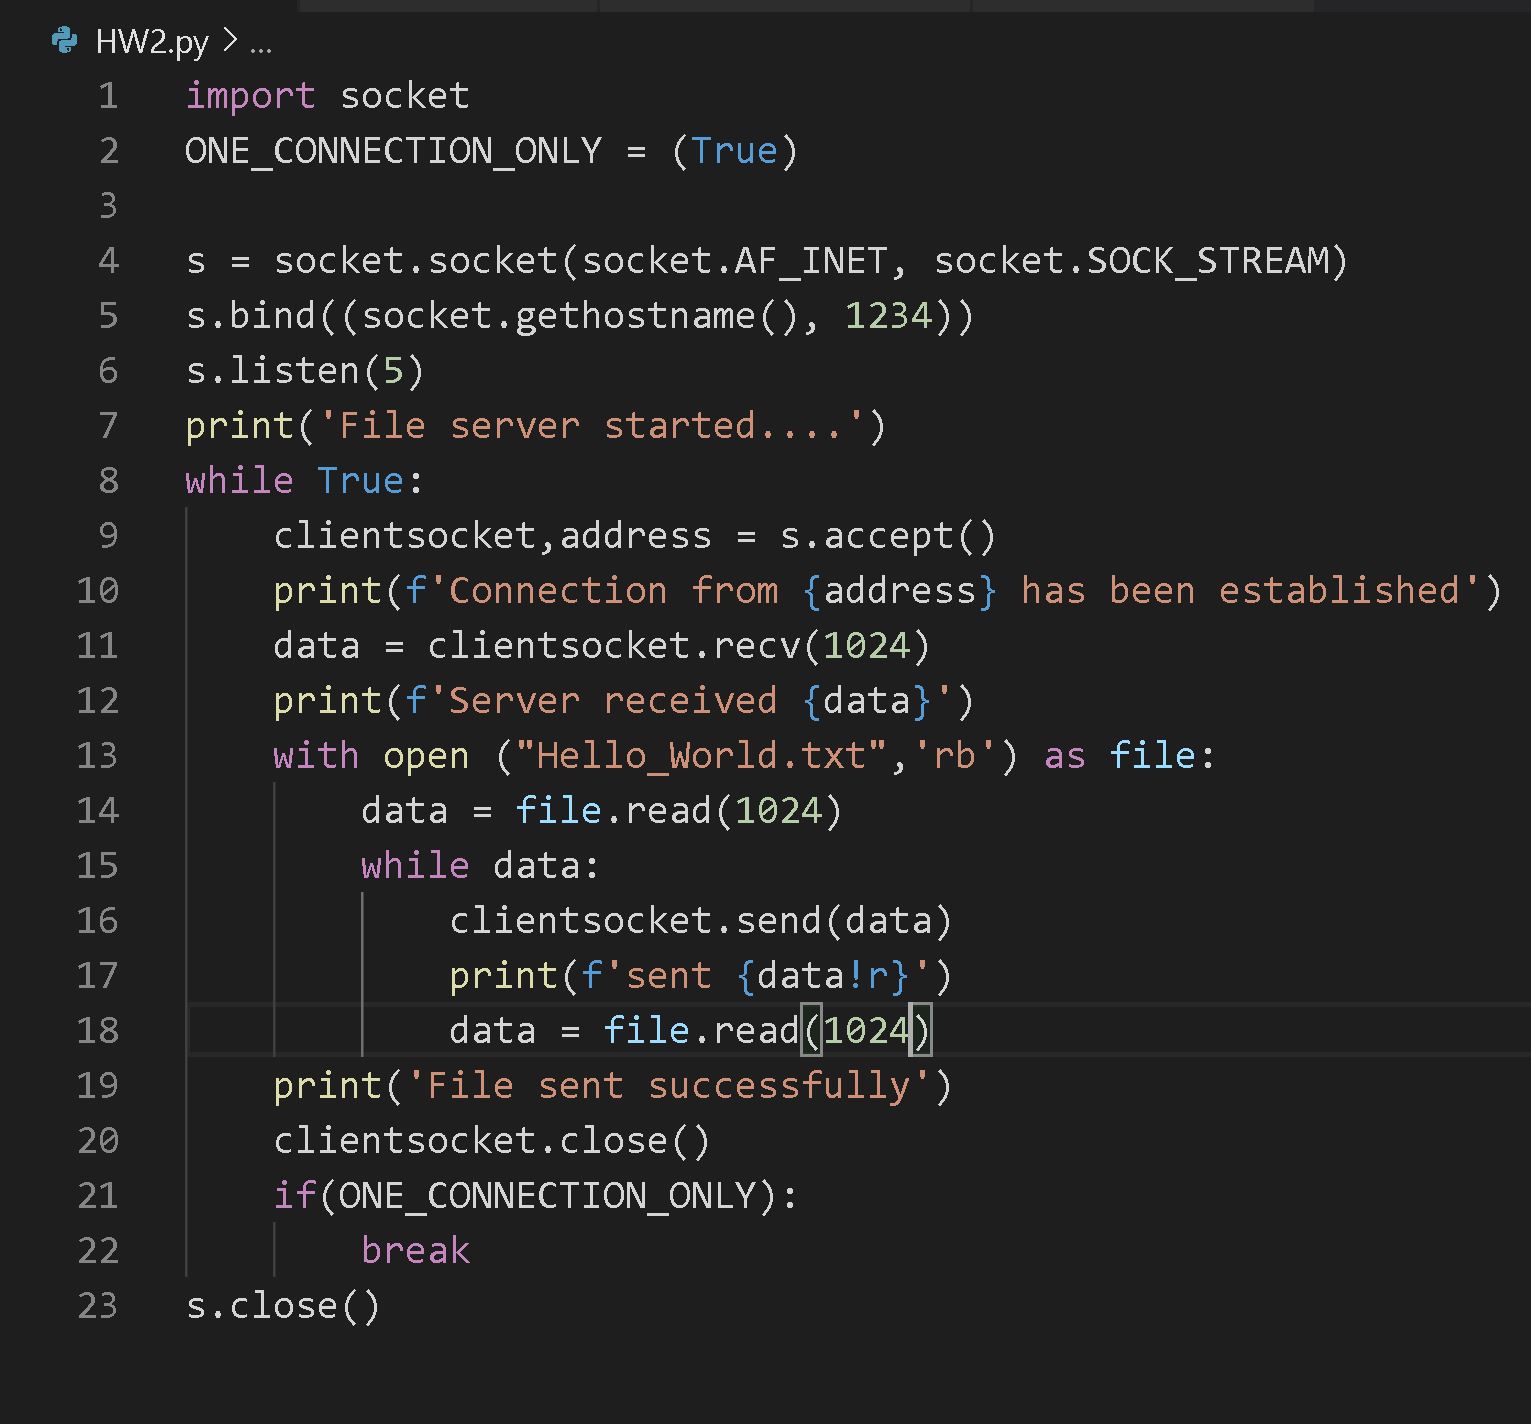 HW2.py > ...
1 import socket
2 ONE_CONNECTION_ONLY = (True)
3
4 s = socket.socket(socket.AF_INET, socket.SOCK_STREAM)
5 s.bind((socket.gethostname(), 1234))
6 s.listen(5)
7 print('File server started....')
8 while True:
9     clientsocket,address = s.accept()
10     print(f'Connection from {address} has been established')
11     data = clientsocket.recv(1024)
12     print(f'Server received {data}')
13     with open ("Hello_World.txt",'rb') as file:
14         data = file.read(1024)
15         while data:
16             clientsocket.send(data)
17             print(f'sent {data!r}')
18             data = file.read(1024)
19     print('File sent successfully')
20     clientsocket.close()
21     if(ONE_CONNECTION_ONLY):
22         break
23 s.close()